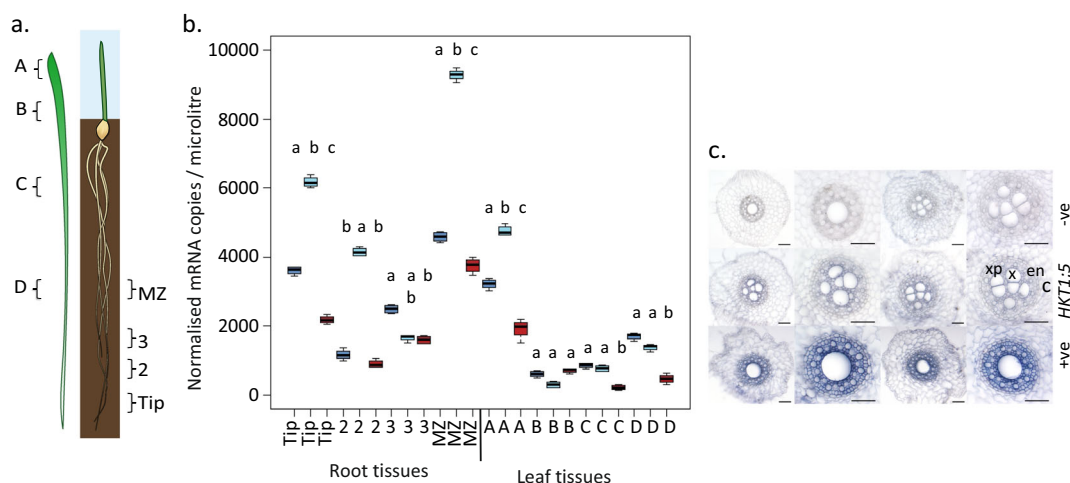 a.
A
B
C
D
MZ
3
2
Tip
b.
Normalised mRNA copies / microlitre
10000
8000
6000
4000
2000
0
a b c
a b c
b a b
a
a b
b
a b c
a a a
a a b
a a b
Tip Tip Tip 2 2 2 3 3 3 MZ MZ MZ A A A B B B C C C D D D
Root tissues
Leaf tissues
c.
-ve
xp x en
c
HKT1:5
+ve